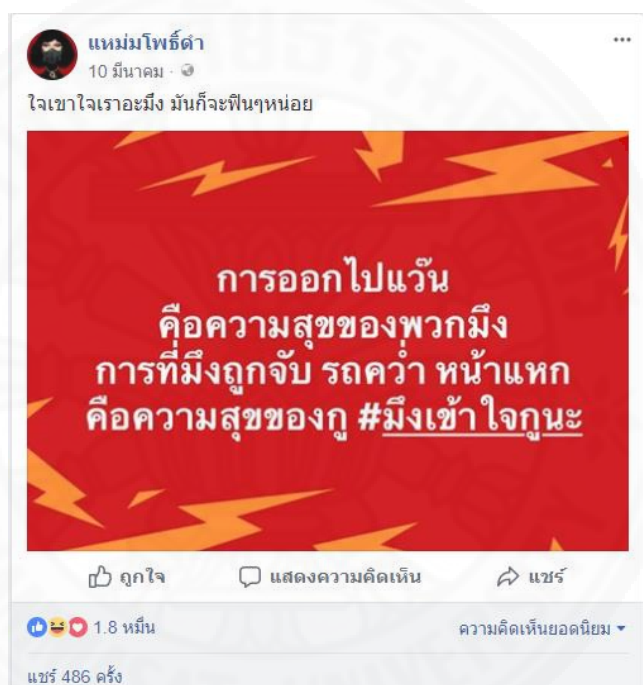 แหม่มโพธิ์ดำ
10 มีนาคม ·
ใจเขาใจเราอะมึง มันก็จะฟินๆหน่อย
การออกไปแว๊น
คือความสุขของพวกมึง
การที่มึงถูกจับ รถคว่ำ หน้าแหก
คือความสุขของกู #มึงเข้าใจกูนะ
ถูกใจ แสดงความคิดเห็น แชร์
1.8 หมื่น ความคิดเห็นยอดนิยม
แชร์ 486 ครั้ง